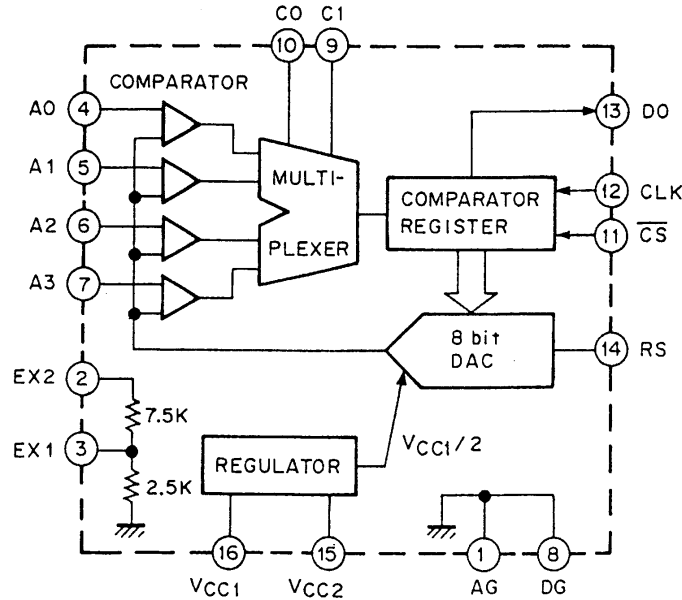 C0 C1
10 9
COMPARATOR
A0 4
13 DO
A1 5
MULTI-
PLEXER
COMPARATOR
REGISTER
12 CLK
11 CS
A2 6
A3 7
8 bit
DAC
14 RS
EX2 2
7.5K
EX1 3
2.5K
VCC1/2
REGULATOR
16 15 1 8
VCC1 VCC2 AG DG